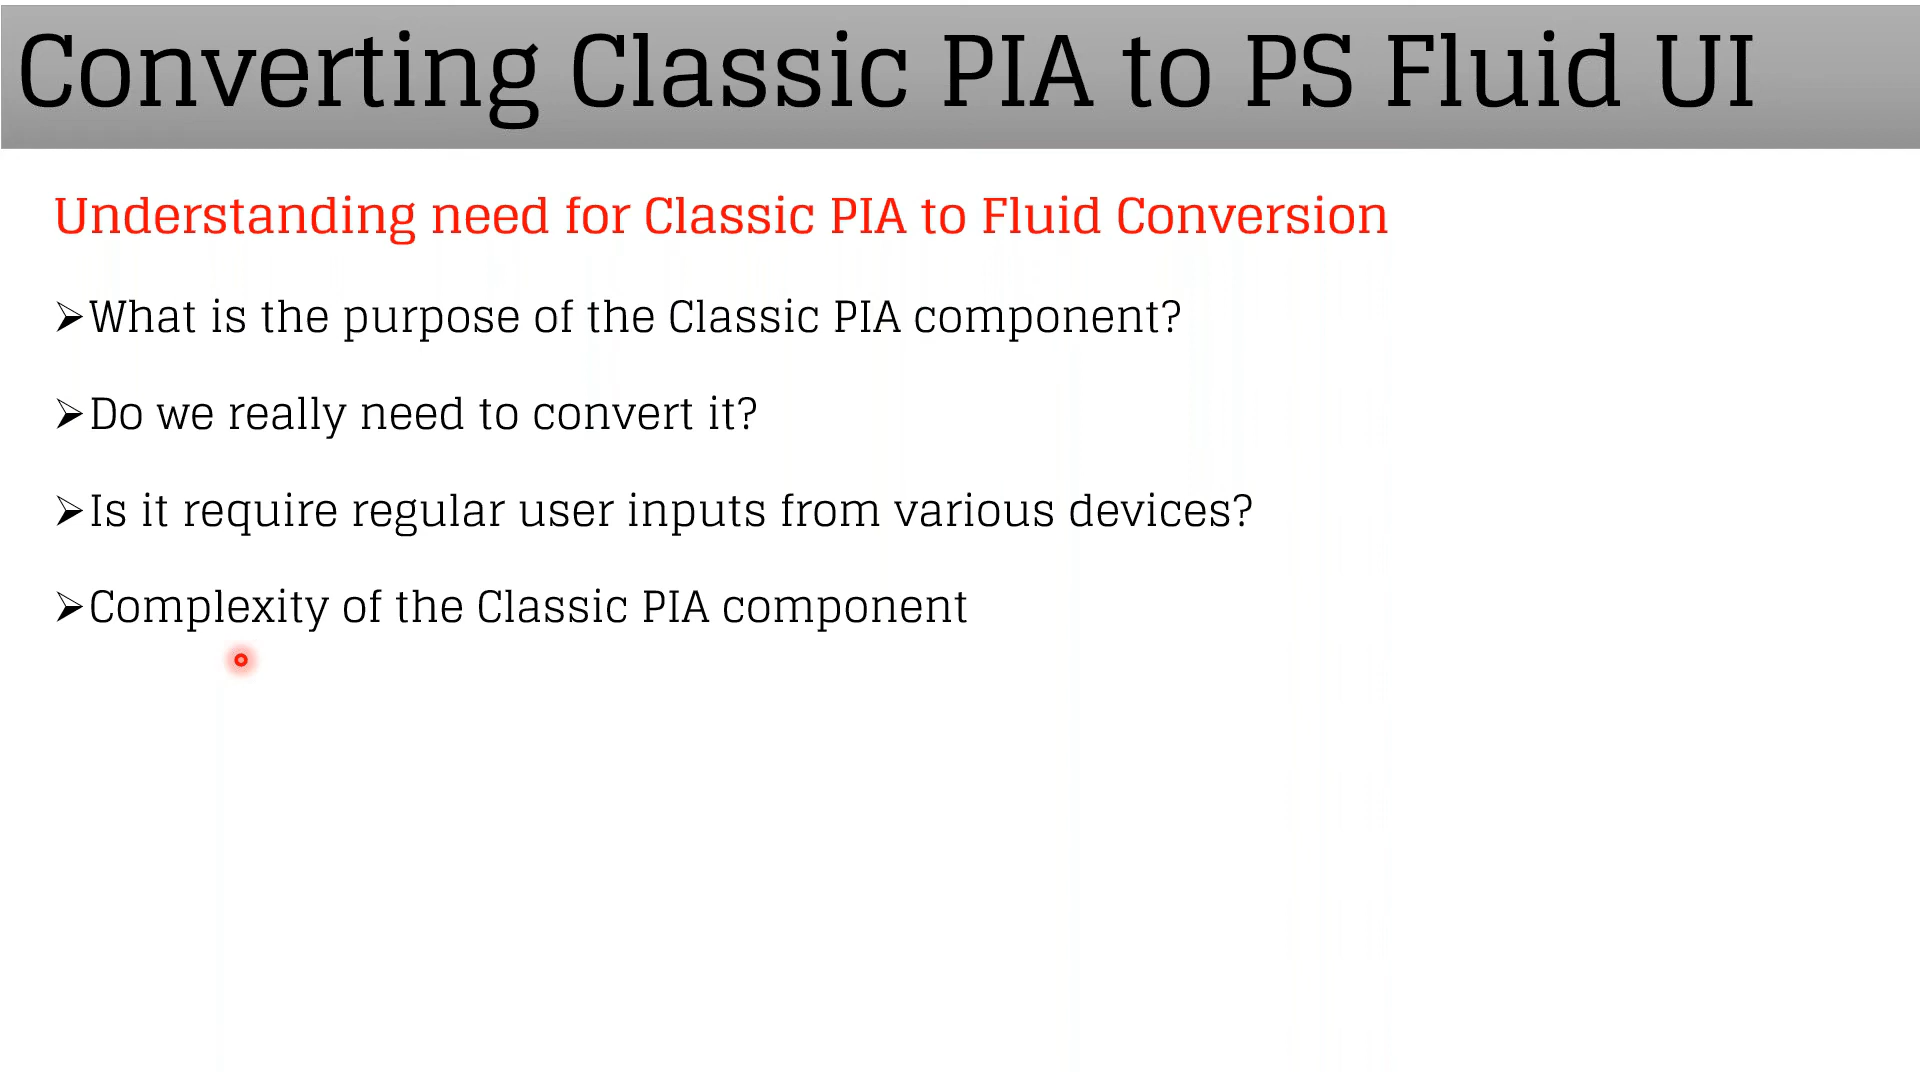 Converting Classic PIA to PS Fluid UI
Understanding need for Classic PIA to Fluid Conversion
➢What is the purpose of the Classic PIA component?
➢Do we really need to convert it?
➢Is it require regular user inputs from various devices?
➢Complexity of the Classic PIA component